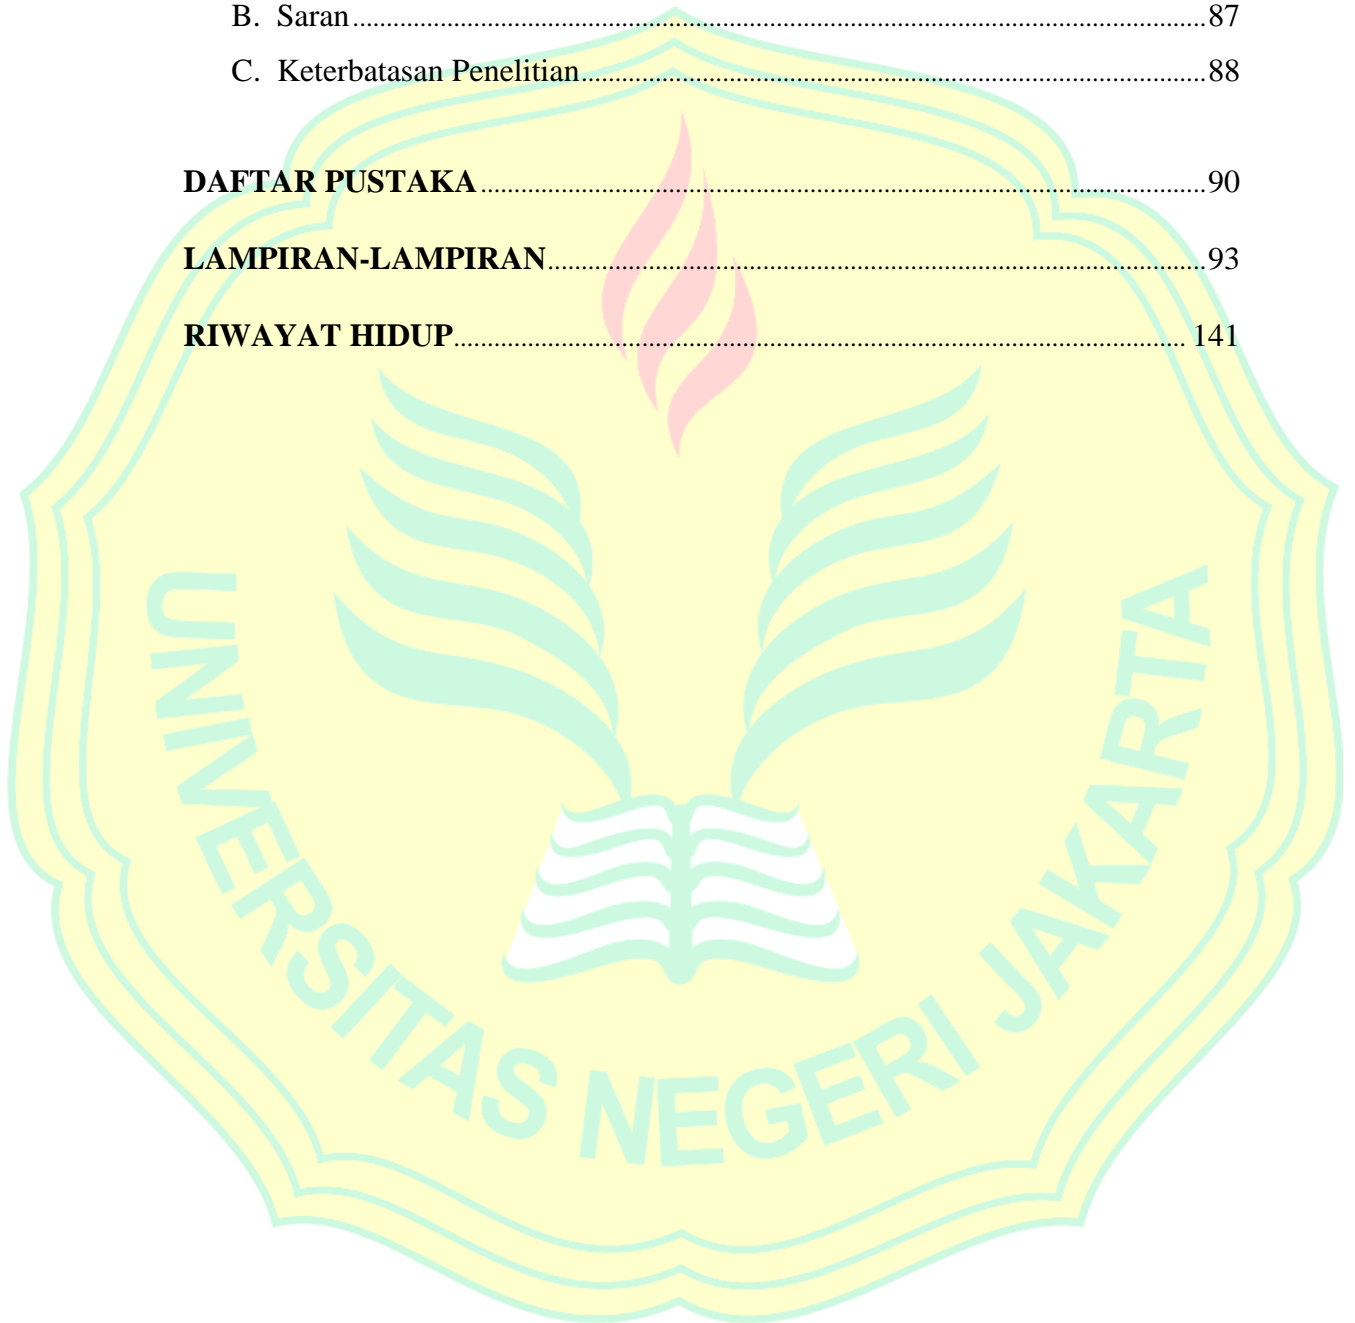 B. Saran........................................................................................................................87
C. Keterbatasan Penelitian........................................................................................88
DAFTAR PUSTAKA....................................................................................................90
LAMPIRAN-LAMPIRAN............................................................................................93
RIWAYAT HIDUP...................................................................................................... 141
UNIVERSITAS NEGERI JAKARTA